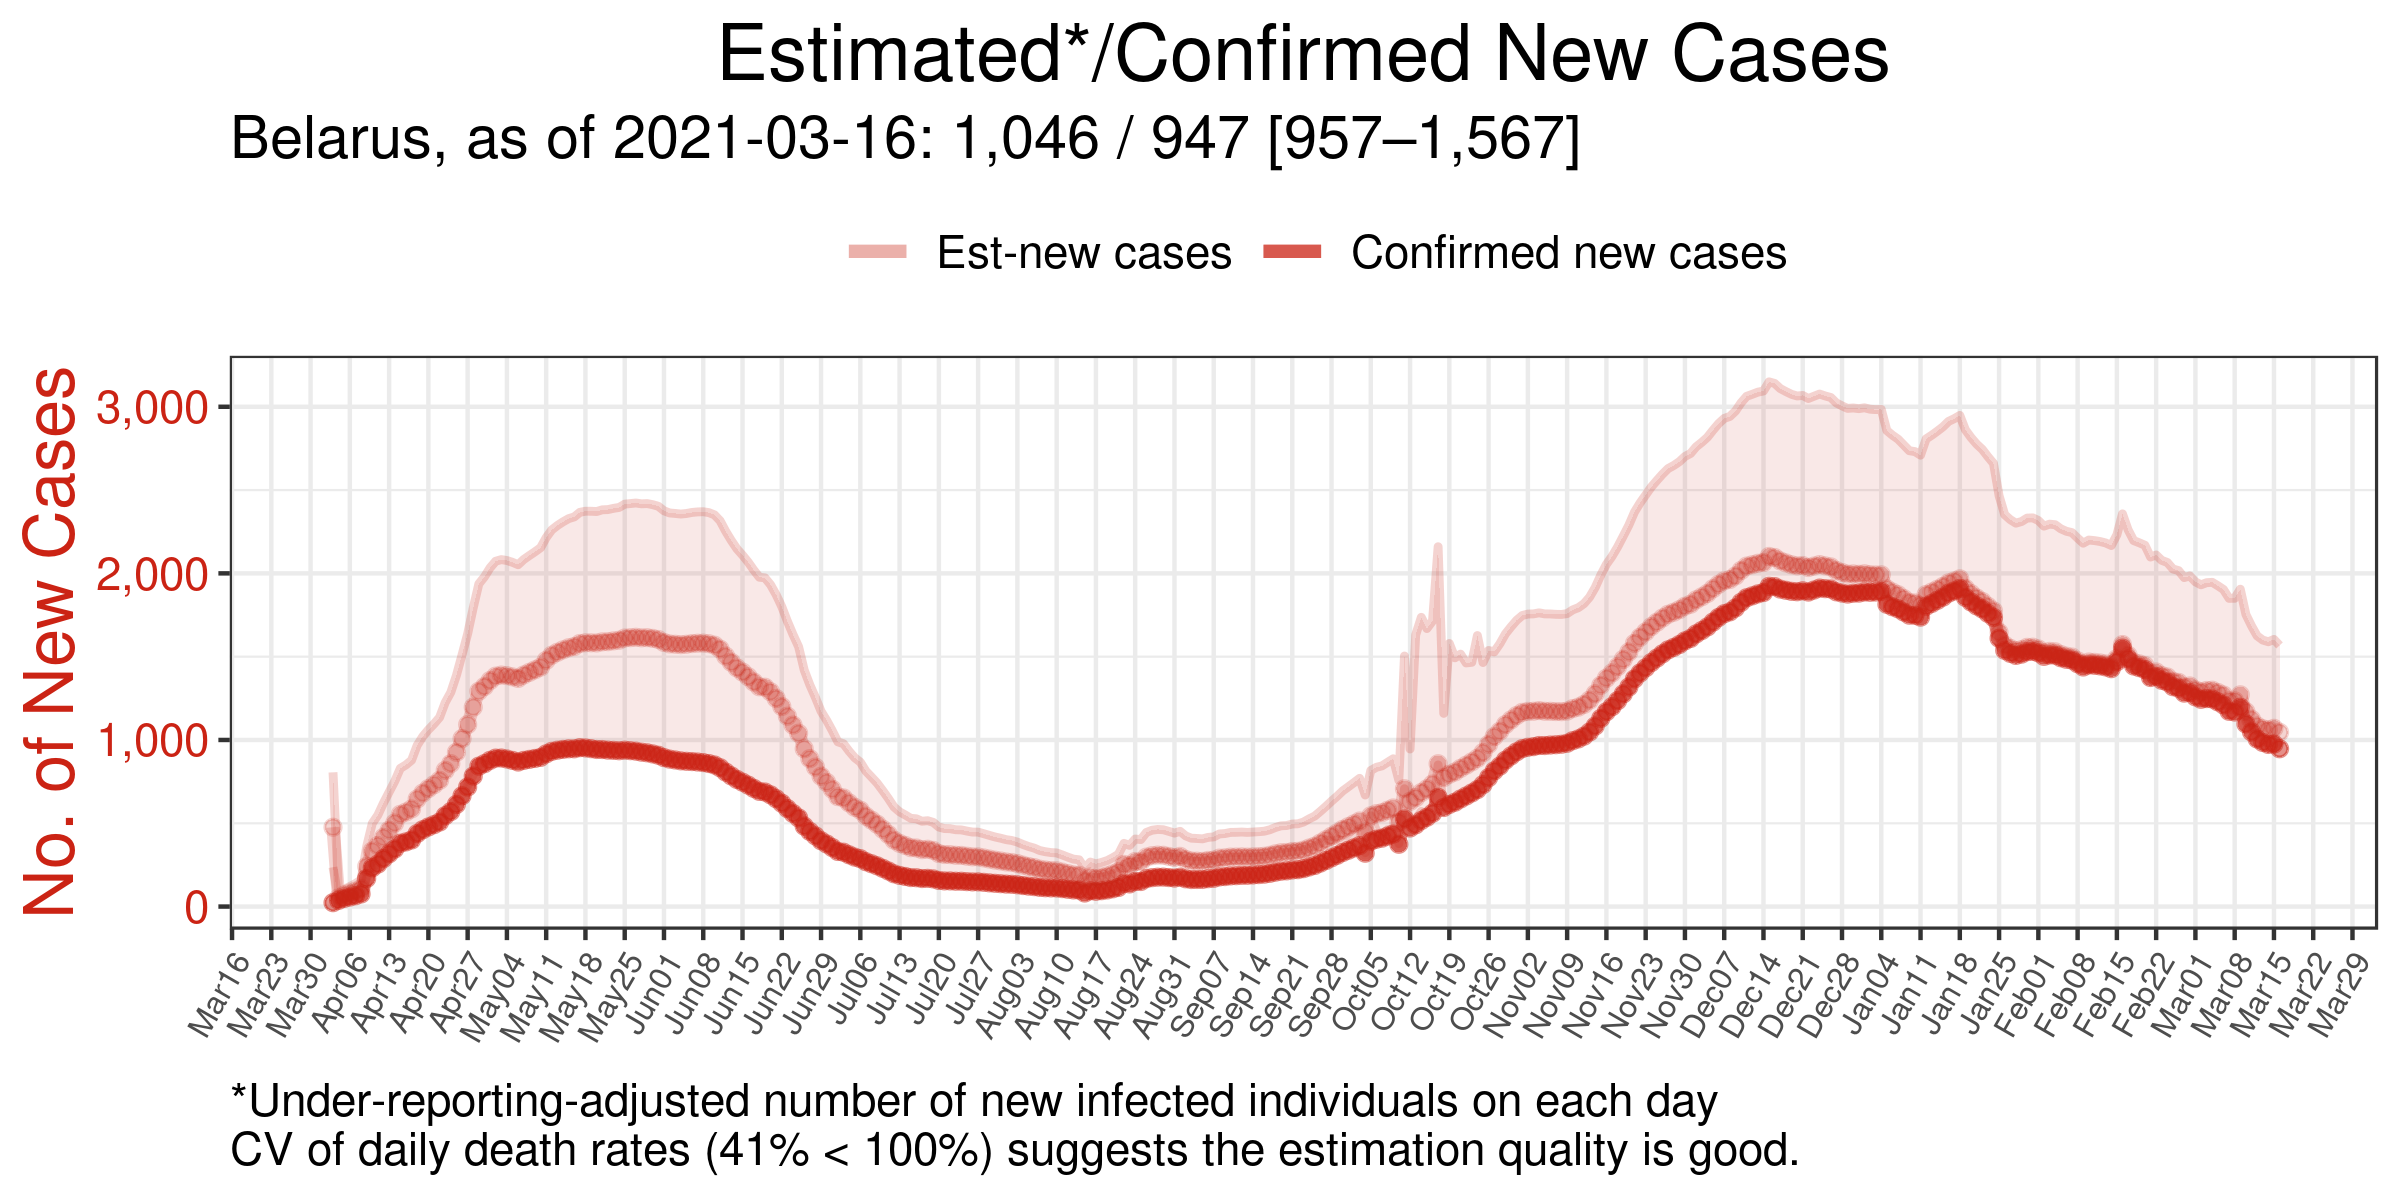 Estimated*/Confirmed New Cases
Belarus, as of 2021-03-16: 1,046 / 947 [957–1,567]
Est-new cases
Confirmed new cases
No. of New Cases
3,000
2,000
1,000
0
Mar16
Mar23
Mar30
Apr06
Apr13
Apr20
Apr27
May04
May11
May18
May25
Jun01
Jun08
Jun15
Jun22
Jun29
Jul06
Jul13
Jul20
Jul27
Aug03
Aug10
Aug17
Aug24
Aug31
Sep07
Sep14
Sep21
Sep28
Oct05
Oct12
Oct19
Oct26
Nov02
Nov09
Nov16
Nov23
Nov30
Dec07
Dec14
Dec21
Dec28
Jan04
Jan11
Jan18
Jan25
Feb01
Feb08
Feb15
Feb22
Mar01
Mar08
Mar15
Mar22
Mar29
*Under-reporting-adjusted number of new infected individuals on each day
CV of daily death rates (41% < 100%) suggests the estimation quality is good.